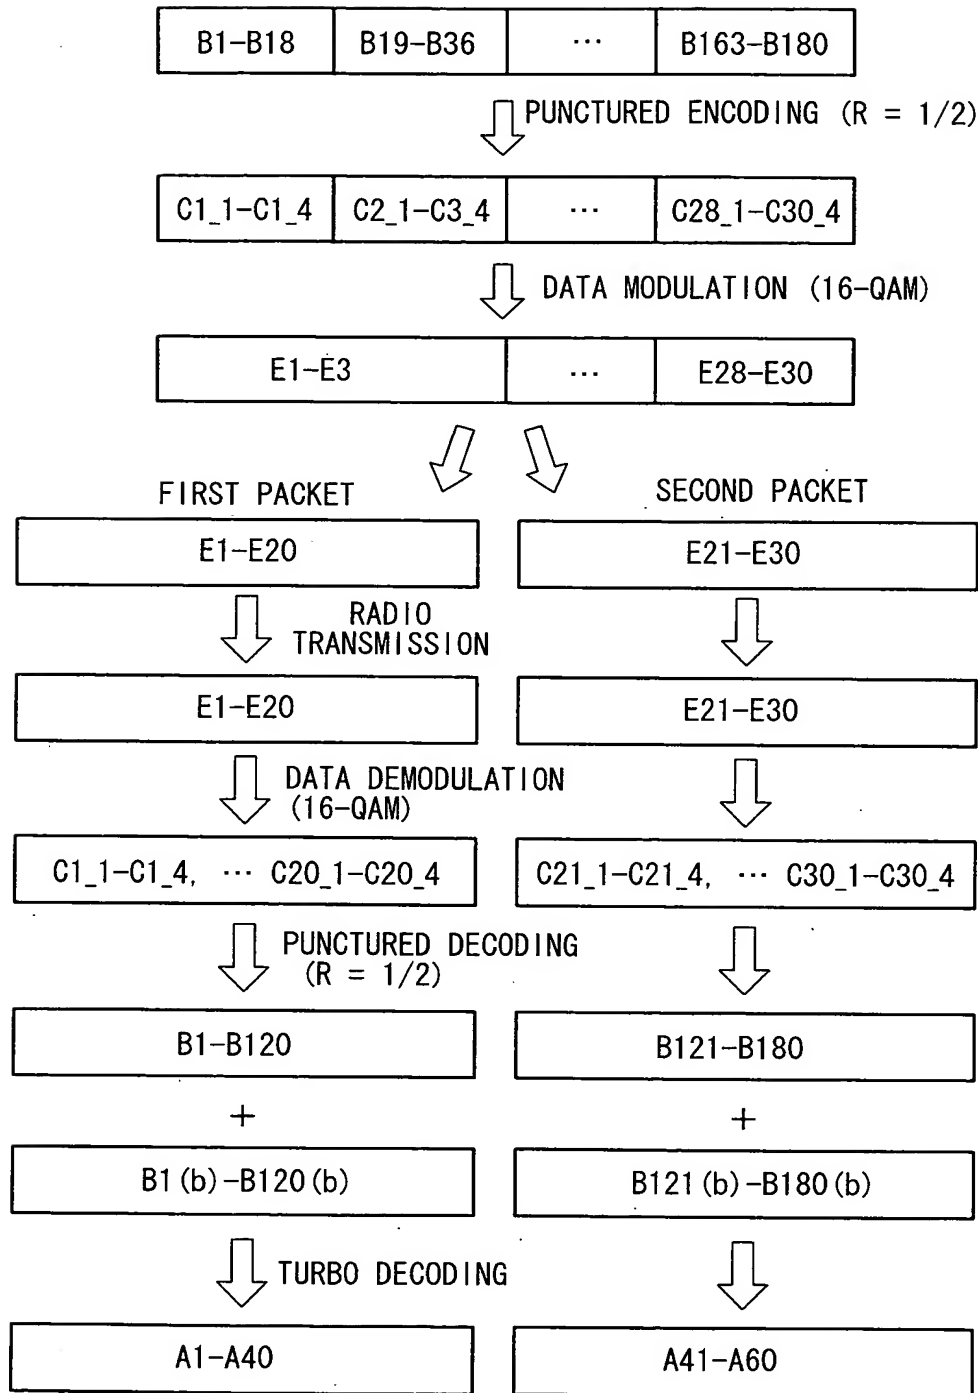 B1-B18 B19-B36 ... B163-B180
PUNCTURED ENCODING (R = 1/2)
C1_1-C1_4 C2_1-C3_4 ... C28_1-C30_4
DATA MODULATION (16-QAM)
E1-E3 ... E28-E30
FIRST PACKET SECOND PACKET
E1-E20 E21-E30
RADIO
TRANSMISSION
E1-E20 E21-E30
DATA DEMODULATION
(16-QAM)
C1_1-C1_4, ... C20_1-C20_4 C21_1-C21_4, ... C30_1-C30_4
PUNCTURED DECODING
(R = 1/2)
B1-B120 B121-B180
+ +
B1(b)-B120(b) B121(b)-B180(b)
TURBO DECODING
A1-A40 A41-A60